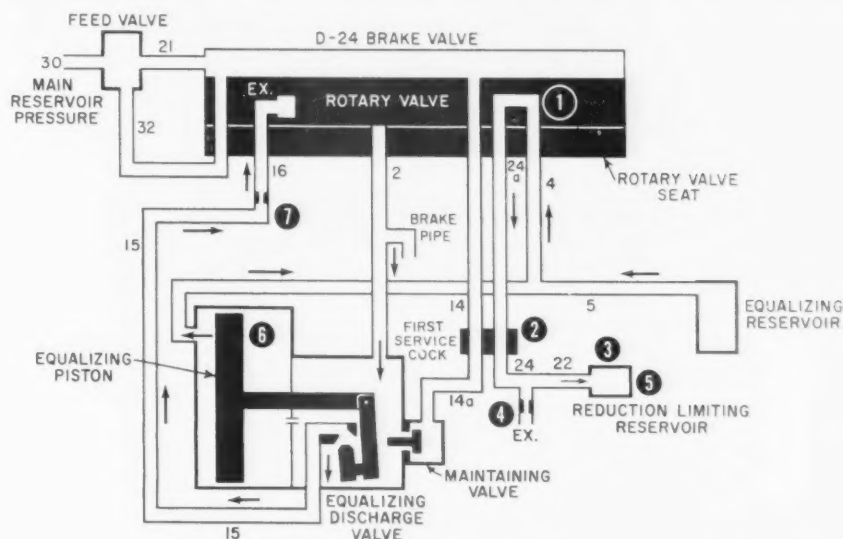 FEED VALVE
21
D-24 BRAKE VALVE
30
MAIN
RESERVOIR
PRESSURE
32
EX.
ROTARY VALVE
1
16
2
24
a
4
ROTARY VALVE
SEAT
7
15
BRAKE
PIPE
14
5
EQUALIZING
RESERVOIR
6
FIRST
SERVICE
COCK
2
3
EQUALIZING
PISTON
24
22
5
14a
4
EX.
REDUCTION LIMITING
RESERVOIR
MAINTAINING
VALVE
EQUALIZING
DISCHARGE
VALVE
15